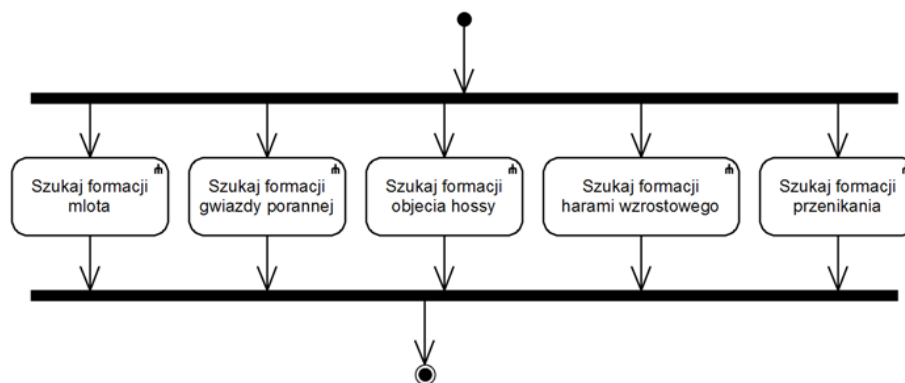 Szukaj formacji
mlota
Szukaj formacji
gwiazdy porannej
Szukaj formacji
objecia hossy
Szukaj formacji
harami wzrostowego
Szukaj formacji
przenikania